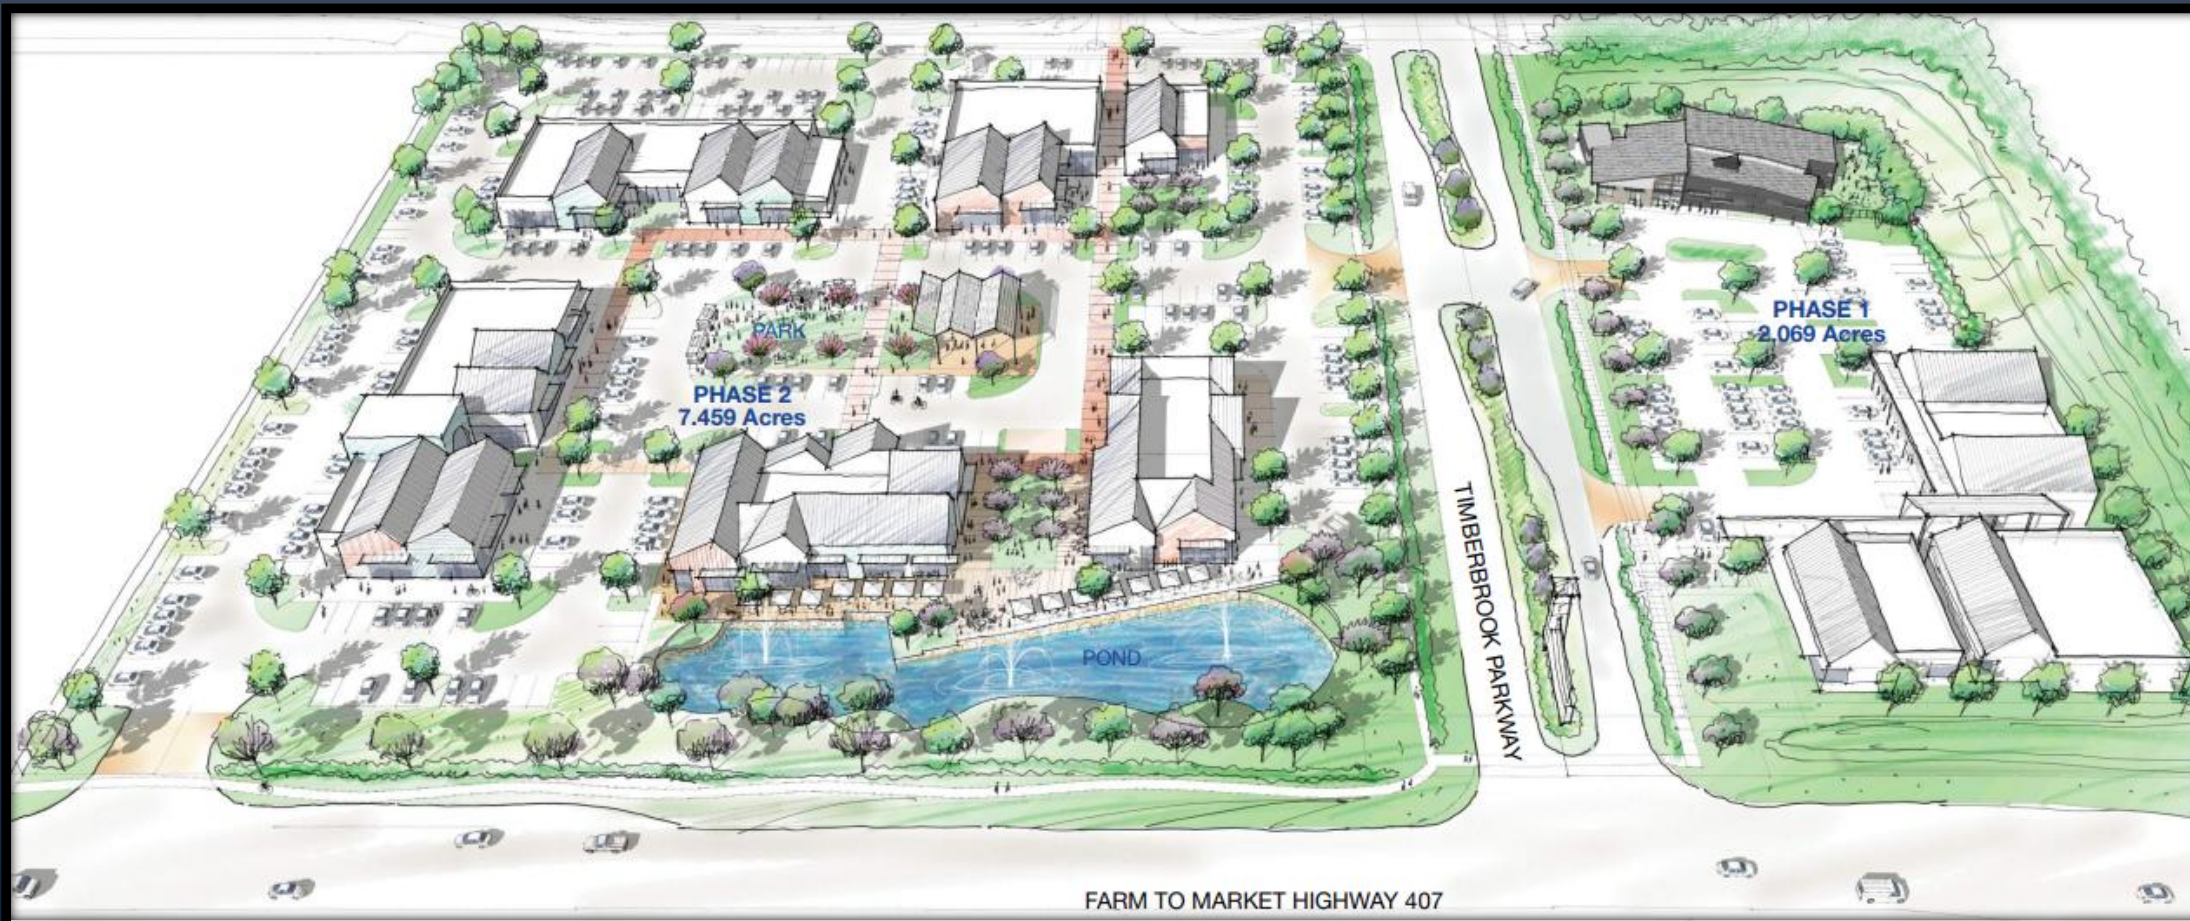 PARK
PHASE 2
7.459 Acres
POND
TIMBERBROOK PARKWAY
PHASE 1
2.069 Acres
FARM TO MARKET HIGHWAY 407